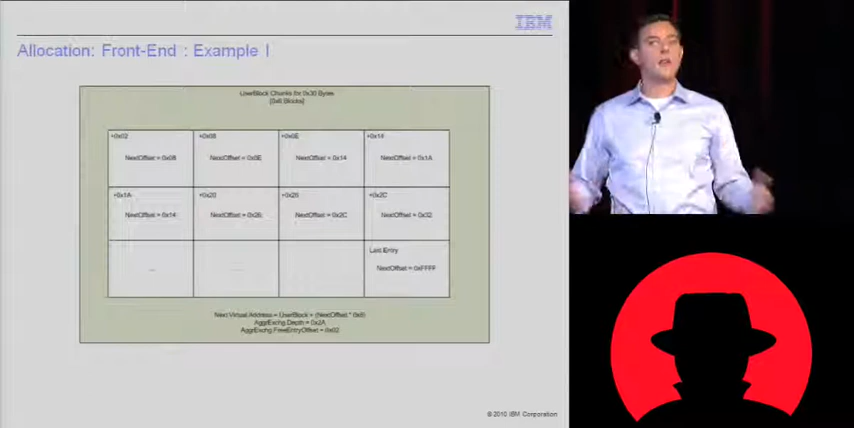 IBM
Allocation: Front-End : Example I
UserBlock Chunks for 0x30 Bytes
[0x6 Blocks]
+0x02
NextOffset = 0x08
+0x08
NextOffset = 0x0E
+0x0E
NextOffset = 0x14
+0x14
NextOffset = 0x1A
+0x1A
NextOffset = 0x14
+0x20
NextOffset = 0x26
+0x26
NextOffset = 0x2C
+0x2C
NextOffset = 0x32
...
...
Last Entry
NextOffset = 0xFFFF
Next Virtual Address = UserBlock + (NextOffset * 0x8)
AggrExchg.Depth = 0x2A
AggrExchg.FreeEntryOffset = 0x02
© 2010 IBM Corporation